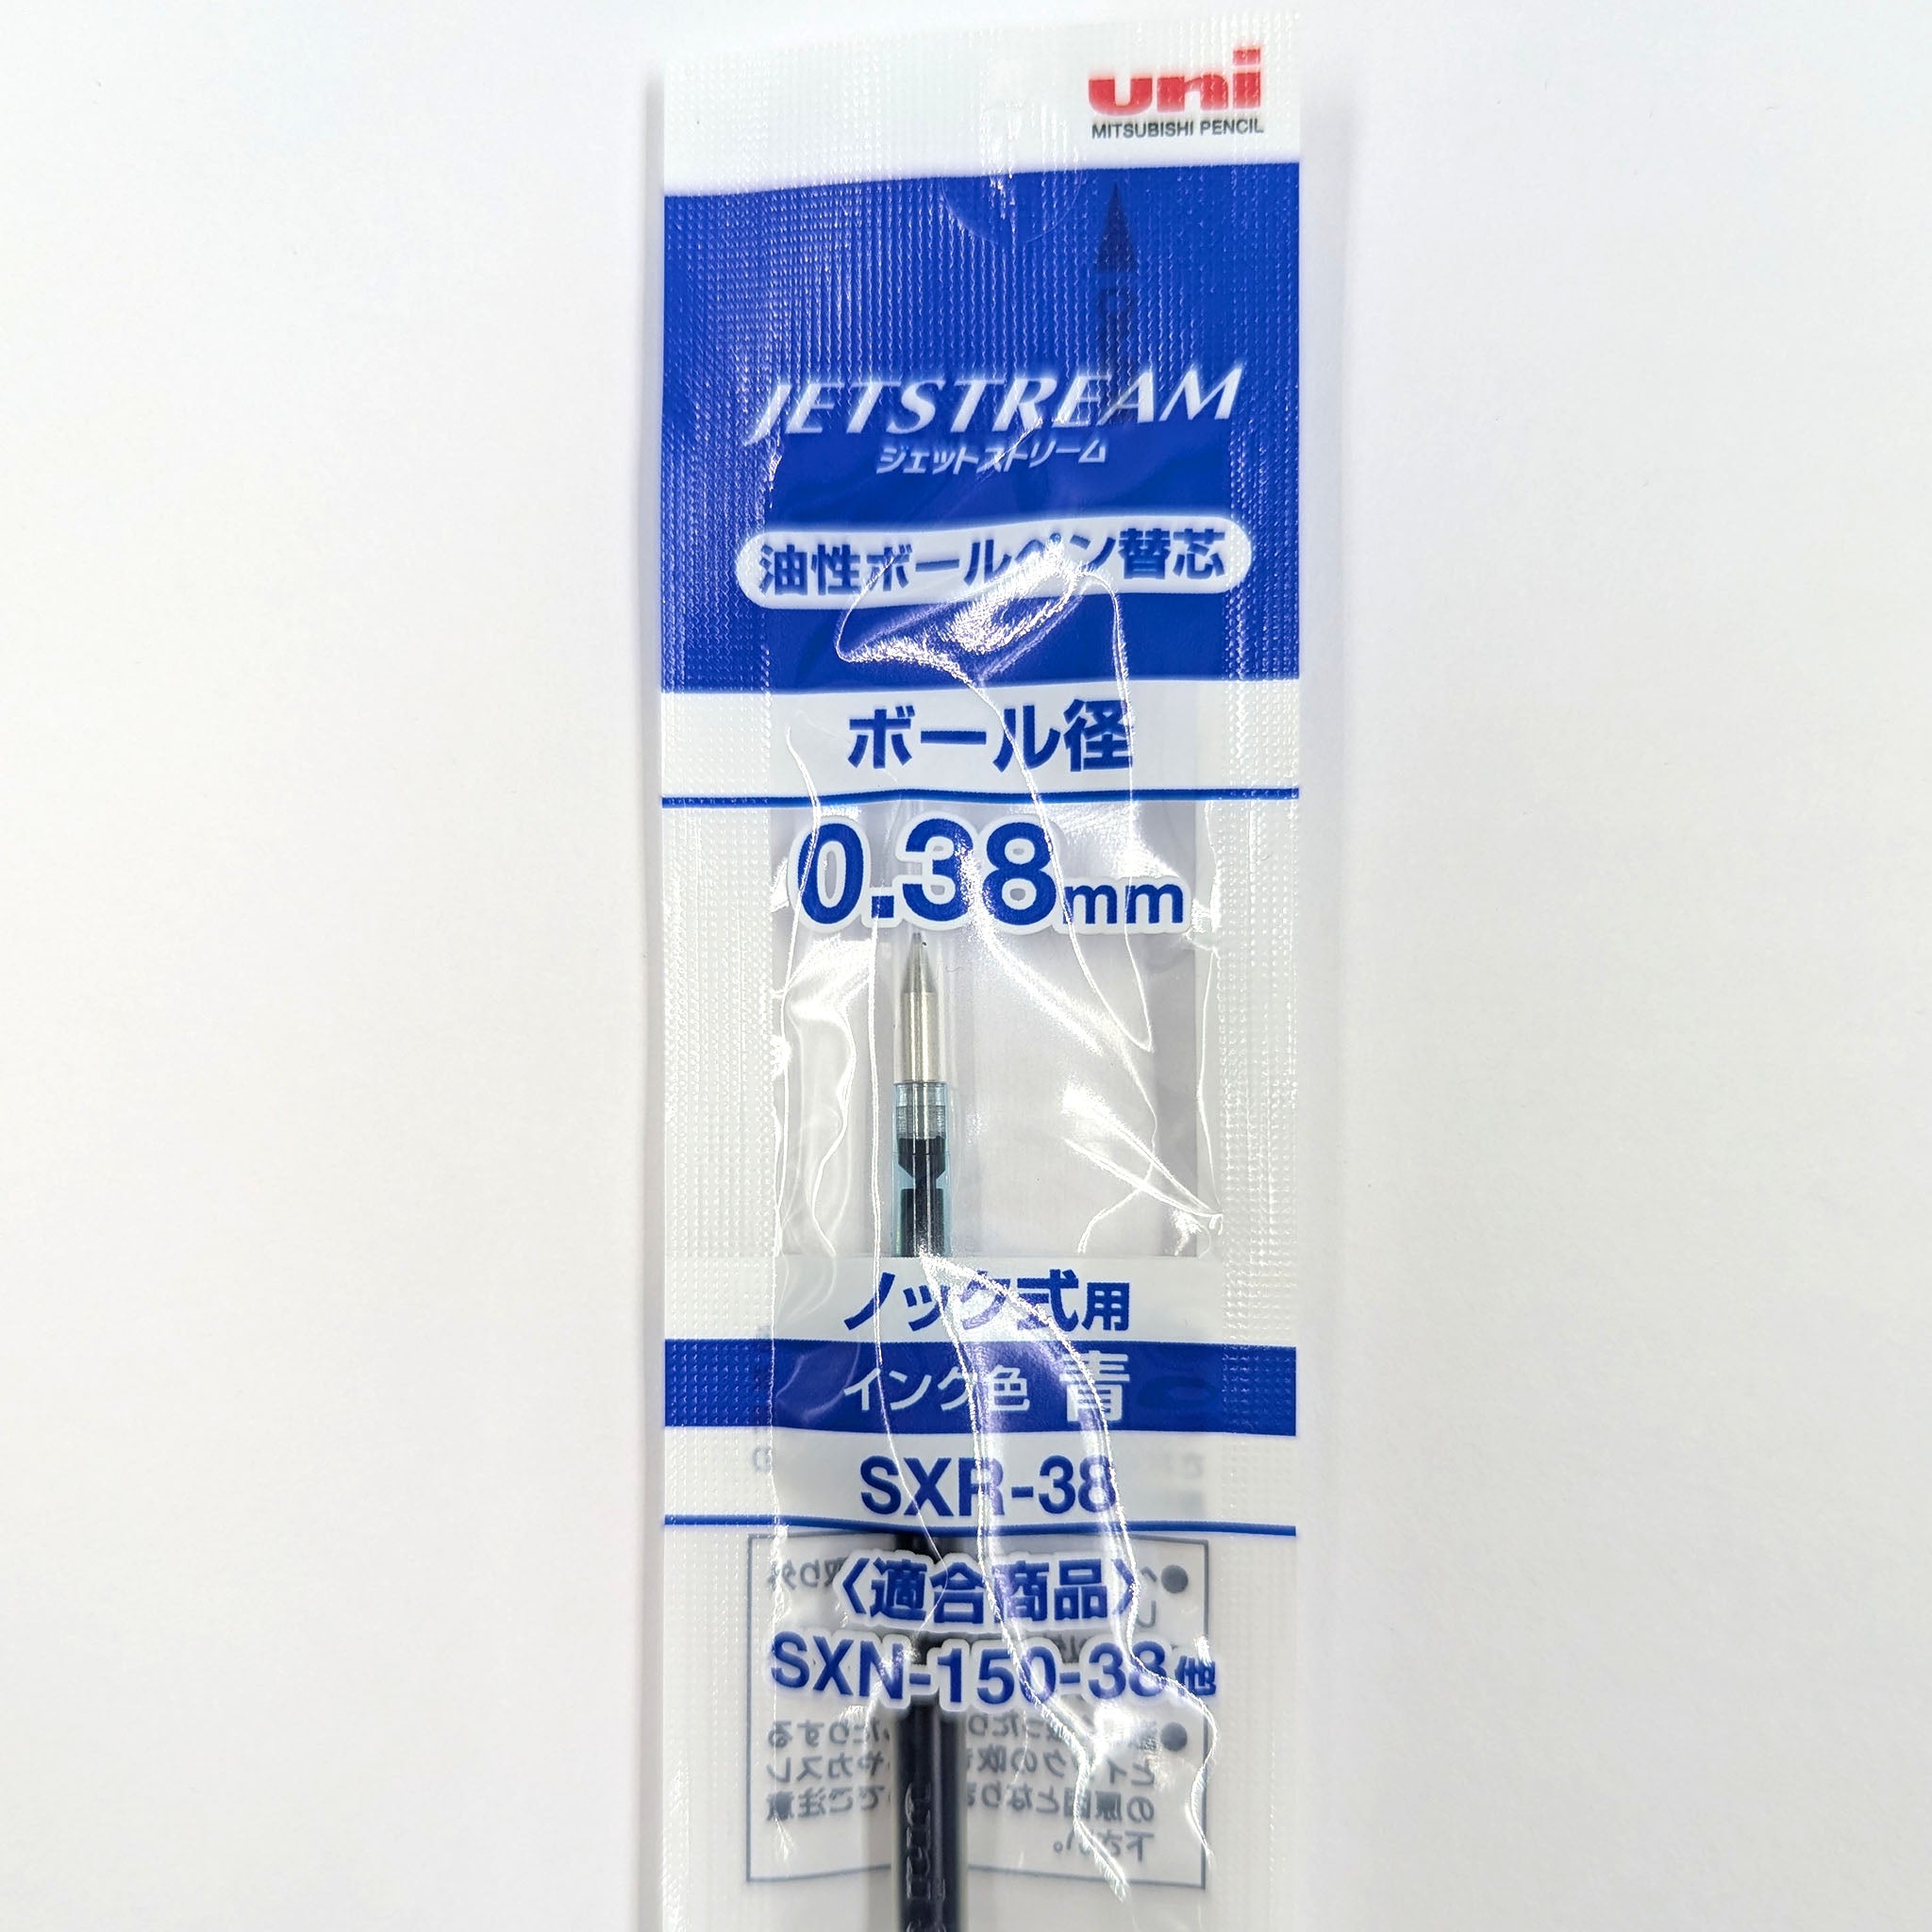 uni
MITSUBISHI PENCIL
JETSTREAM
ジェットストリーム
油性ボールペン替芯
ボール径
0.38mm
ノック式用
インク色 青
SXR-38
〈適合商品〉
SXN-150-38他